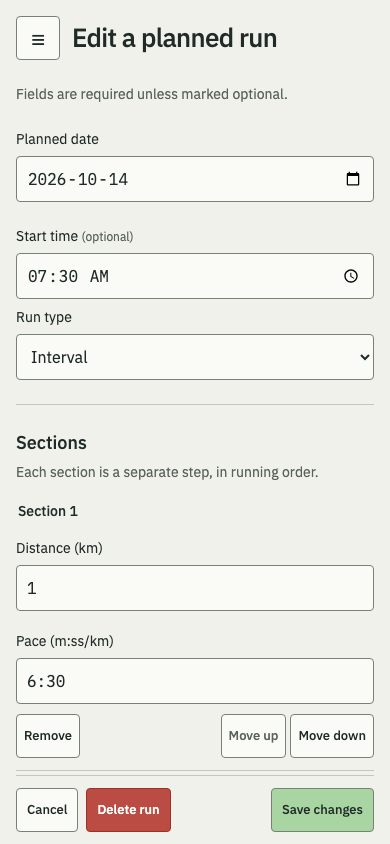 Edit a planned run
Fields are required unless marked optional.
Planned date
2026-10-14
Start time (optional)
07:30 AM
Run type
Interval
Sections
Each section is a separate step, in running order.
Section 1
Distance (km)
1
Pace (m:ss/km)
6:30
Remove Move up Move down
Cancel Delete run Save changes